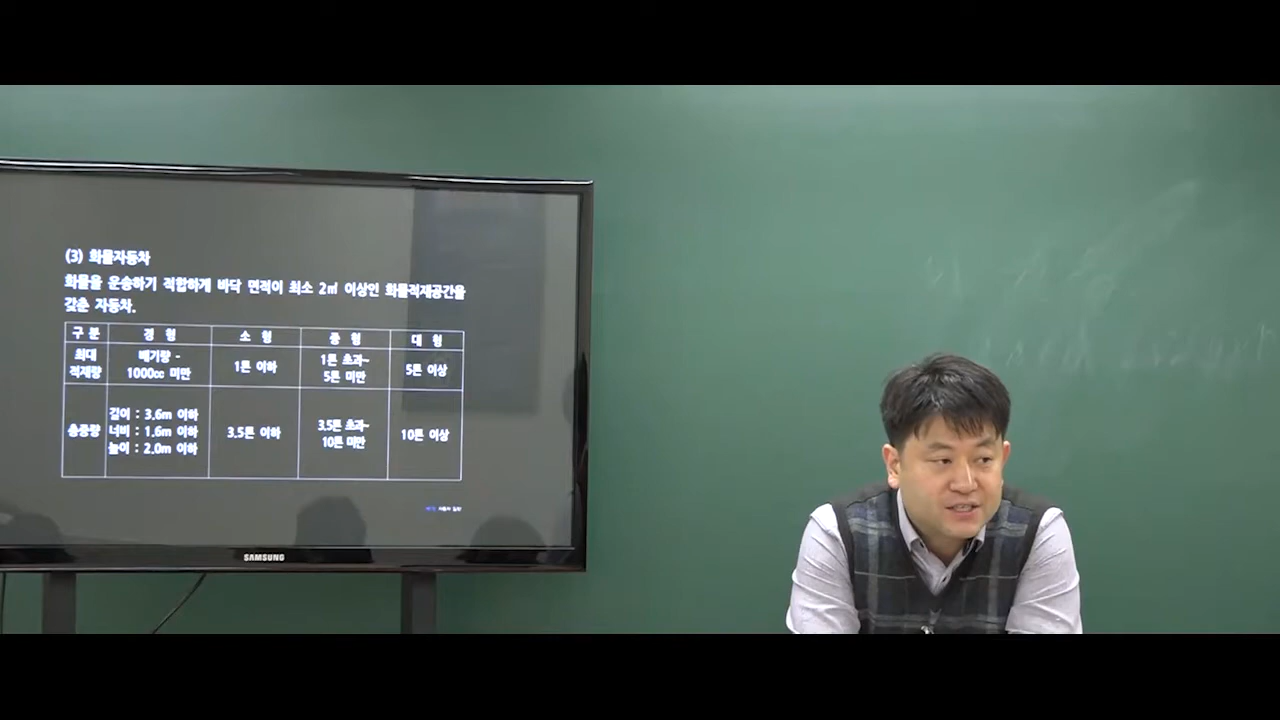 (3) 화물자동차
화물을 운송하기 적합하게 바닥 면적이 최소 2㎡ 이상인 화물적재공간을
갖춘 자동차.
구분 경 형 소 형 중 형 대 형
최대 적재량 배기량 - 1000cc 미만 1톤 이하 1톤 초과~ 5톤 미만 5톤 이상
총중량 길이 : 3.6m 이하 너비 : 1.6m 이하 높이 : 2.0m 이하 3.5톤 이하 3.5톤 초과~ 10톤 미만 10톤 이상
SAMSUNG